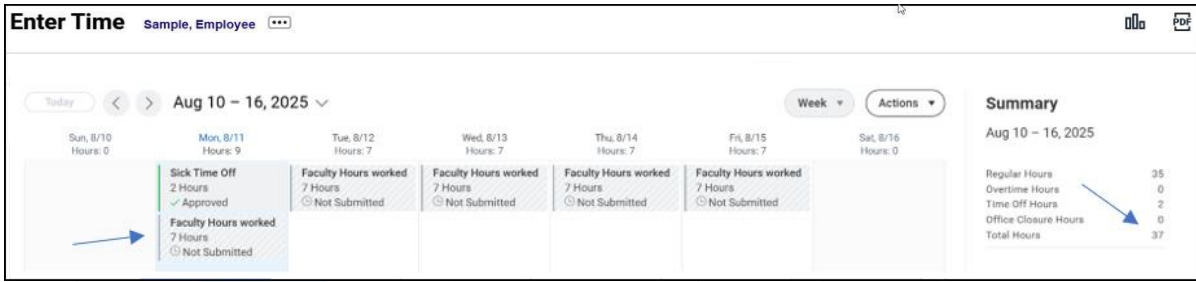 Enter Time Sample, Employee
PDF
Today Aug 10 – 16, 2025 Week Actions
Sun, 8/10
Hours: 0
Mon, 8/11
Hours: 9
Tue, 8/12
Hours: 7
Wed, 8/13
Hours: 7
Thu, 8/14
Hours: 7
Fri, 8/15
Hours: 7
Sat, 8/16
Hours: 0
Sick Time Off
2 Hours
Approved
Faculty Hours worked
7 Hours
Not Submitted
Faculty Hours worked
7 Hours
Not Submitted
Faculty Hours worked
7 Hours
Not Submitted
Faculty Hours worked
7 Hours
Not Submitted
Faculty Hours worked
7 Hours
Not Submitted
Summary
Aug 10 – 16, 2025
Regular Hours 35
Overtime Hours 0
Time Off Hours 2
Office Closure Hours 0
Total Hours 37